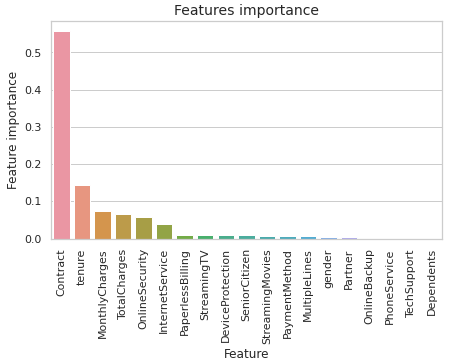 Features importance
Feature importance
0.5
0.4
0.3
0.2
0.1
0.0
Contract
tenure
MonthlyCharges
TotalCharges
OnlineSecurity
InternetService
PaperlessBilling
StreamingTV
DeviceProtection
SeniorCitizen
StreamingMovies
PaymentMethod
MultipleLines
gender
Partner
OnlineBackup
PhoneService
TechSupport
Dependents
Feature